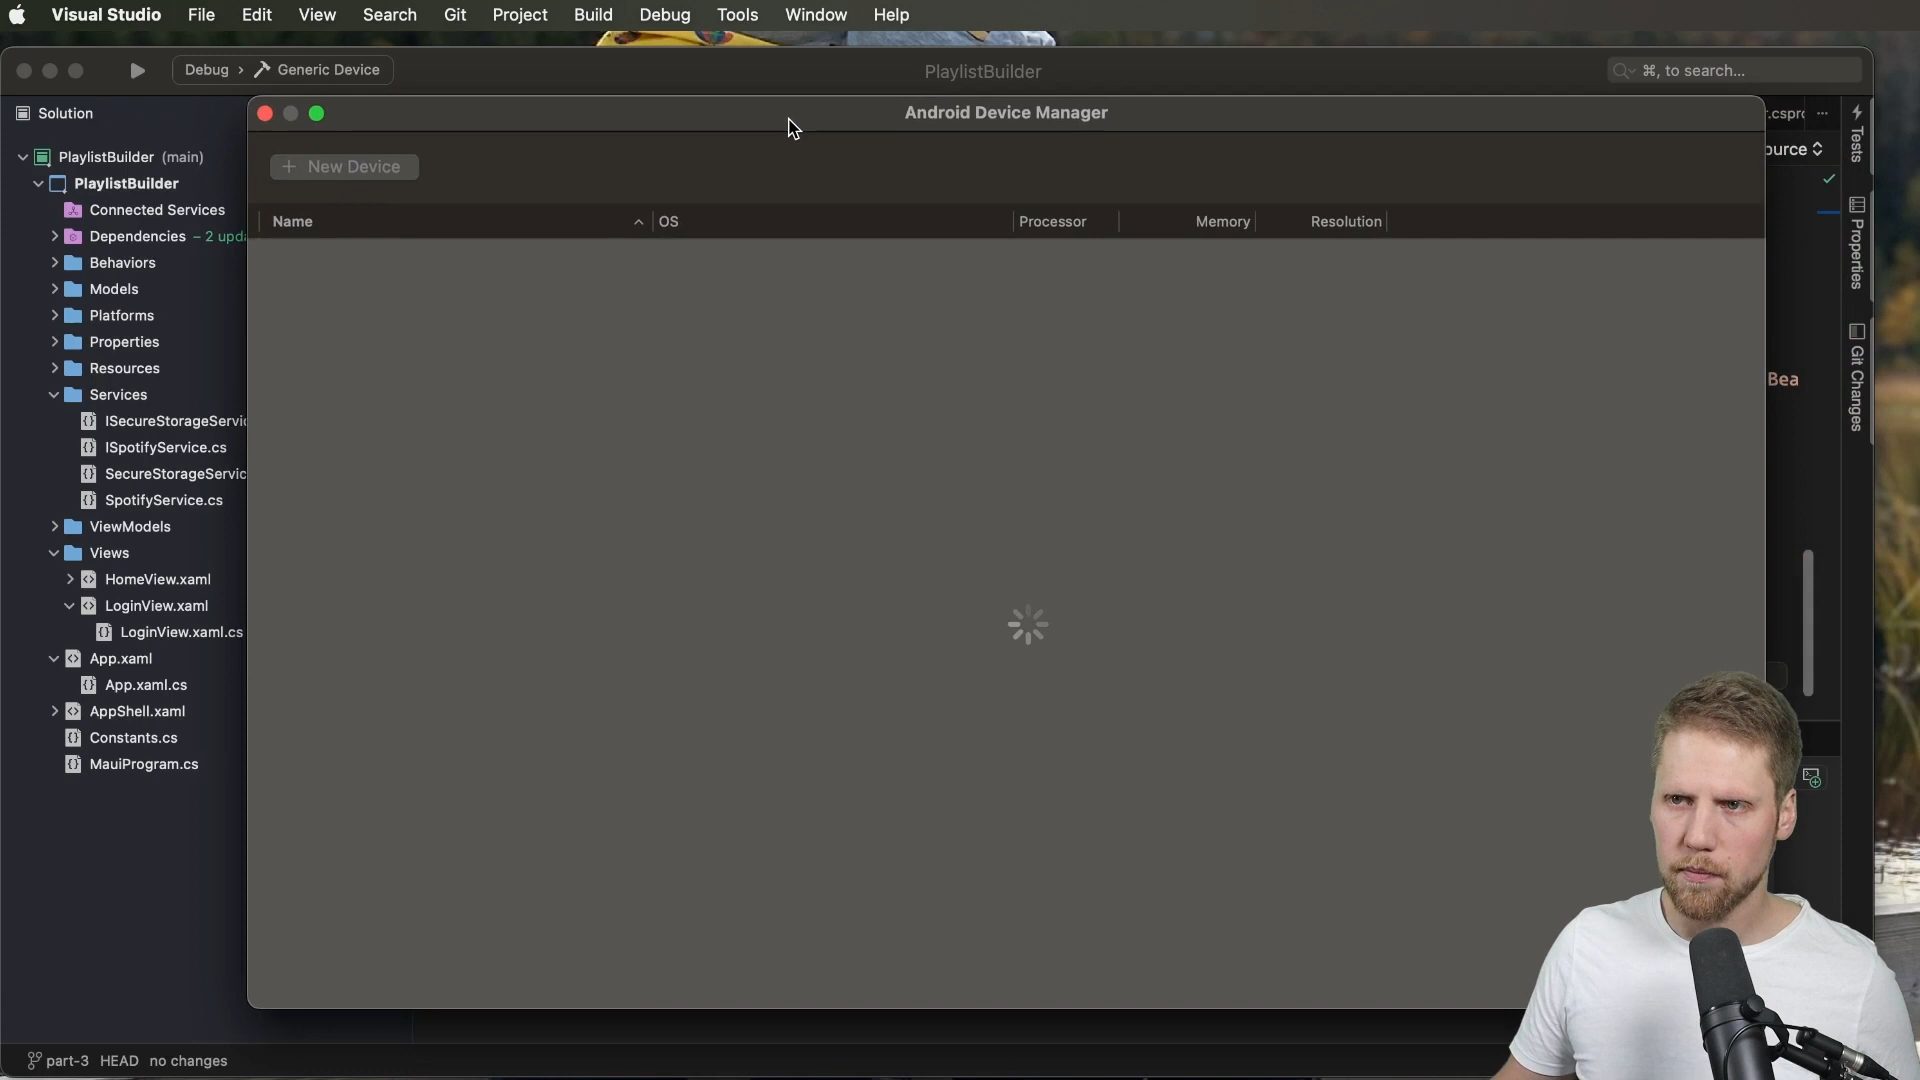 Visual Studio File Edit View Search Git Project Build Debug Tools Window Help
Debug › Generic Device
PlaylistBuilder
⌘, to search...
Solution
Android Device Manager
.cspro
...
+ New Device
ource
Tests
Name
OS
Processor
Memory
Resolution
PlaylistBuilder (main)
PlaylistBuilder
Connected Services
Dependencies – 2 upda
Behaviors
Models
Platforms
Properties
Resources
Services
ISecureStorageServic
ISpotifyService.cs
SecureStorageServic
SpotifyService.cs
ViewModels
Views
HomeView.xaml
LoginView.xaml
LoginView.xaml.cs
App.xaml
App.xaml.cs
AppShell.xaml
Constants.cs
MauiProgram.cs
Properties
Git Changes
Bea
part-3 HEAD no changes